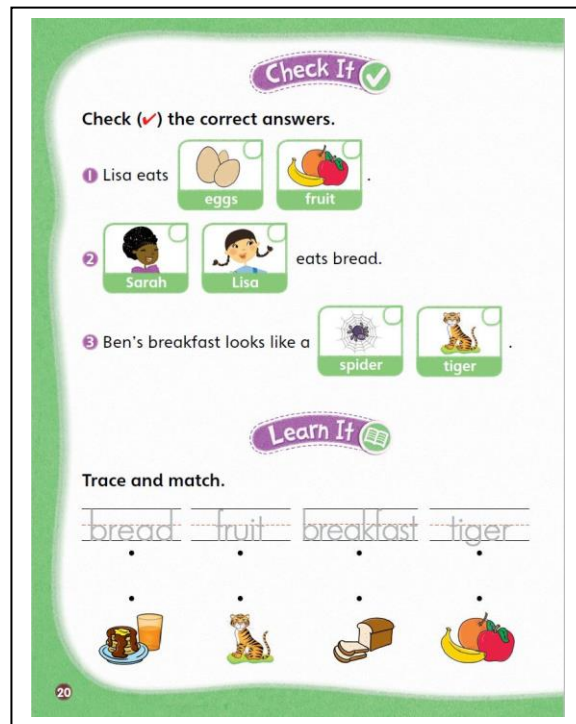 Check It
Check (✔) the correct answers.
1 Lisa eats eggs fruit .
2 Sarah Lisa eats bread.
3 Ben's breakfast looks like a spider tiger .
Learn It
Trace and match.
bread fruit breakfast tiger
20